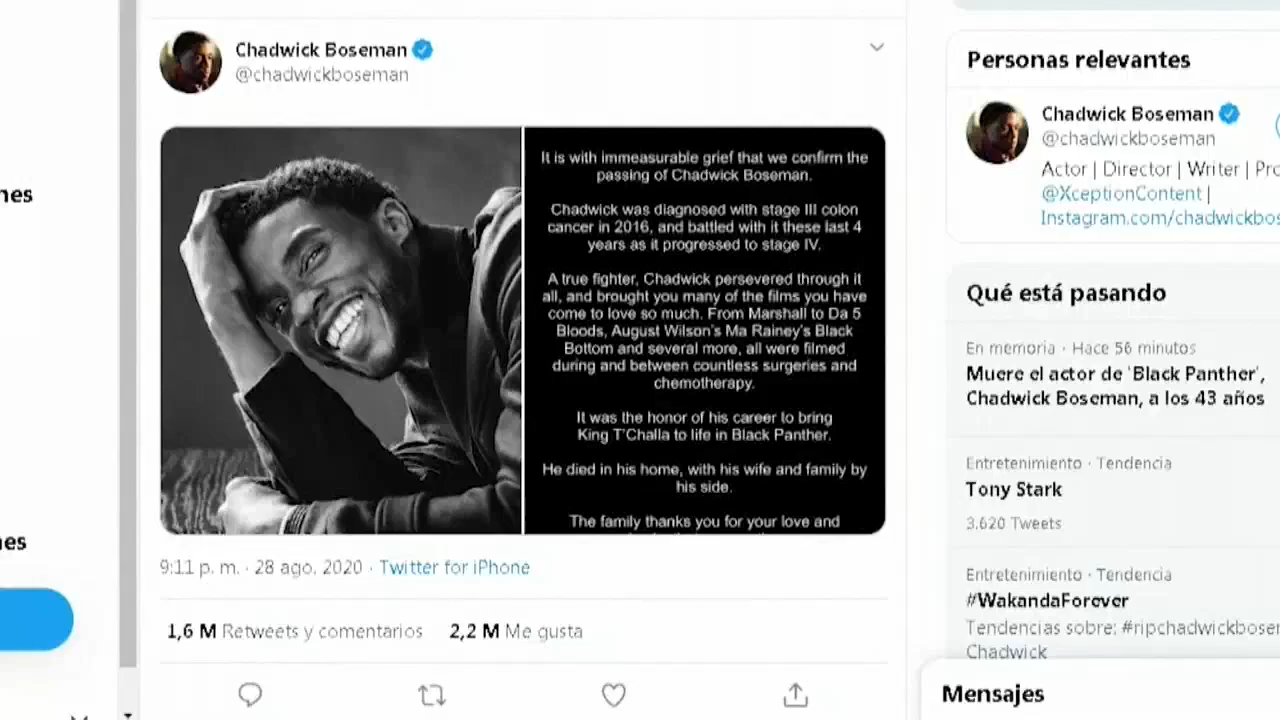 Chadwick Boseman
@chadwickboseman
It is with immeasurable grief that we confirm the
passing of Chadwick Boseman.
Chadwick was diagnosed with stage III colon
cancer in 2016, and battled with it these last 4
years as it progressed to stage IV.
A true fighter, Chadwick persevered through it
all, and brought you many of the films you have
come to love so much. From Marshall to Da 5
Bloods, August Wilson's Ma Rainey's Black
Bottom and several more, all were filmed
during and between countless surgeries and
chemotherapy.
It was the honor of his career to bring
King T'Challa to life in Black Panther.
He died in his home, with his wife and family by
his side.
The family thanks you for your love and
9:11 p. m. · 28 ago. 2020 · Twitter for iPhone
1,6 M Retweets y comentarios 2,2 M Me gusta
Personas relevantes
Chadwick Boseman
@chadwickboseman
Actor | Director | Writer | Pro
@XceptionContent |
Instagram.com/chadwickbos
Qué está pasando
En memoria · Hace 56 minutos
Muere el actor de 'Black Panther',
Chadwick Boseman, a los 43 años
Entretenimiento · Tendencia
Tony Stark
3.620 Tweets
Entretenimiento · Tendencia
#WakandaForever
Tendencias sobre: #ripchadwickboser
Chadwick
Mensajes
nes